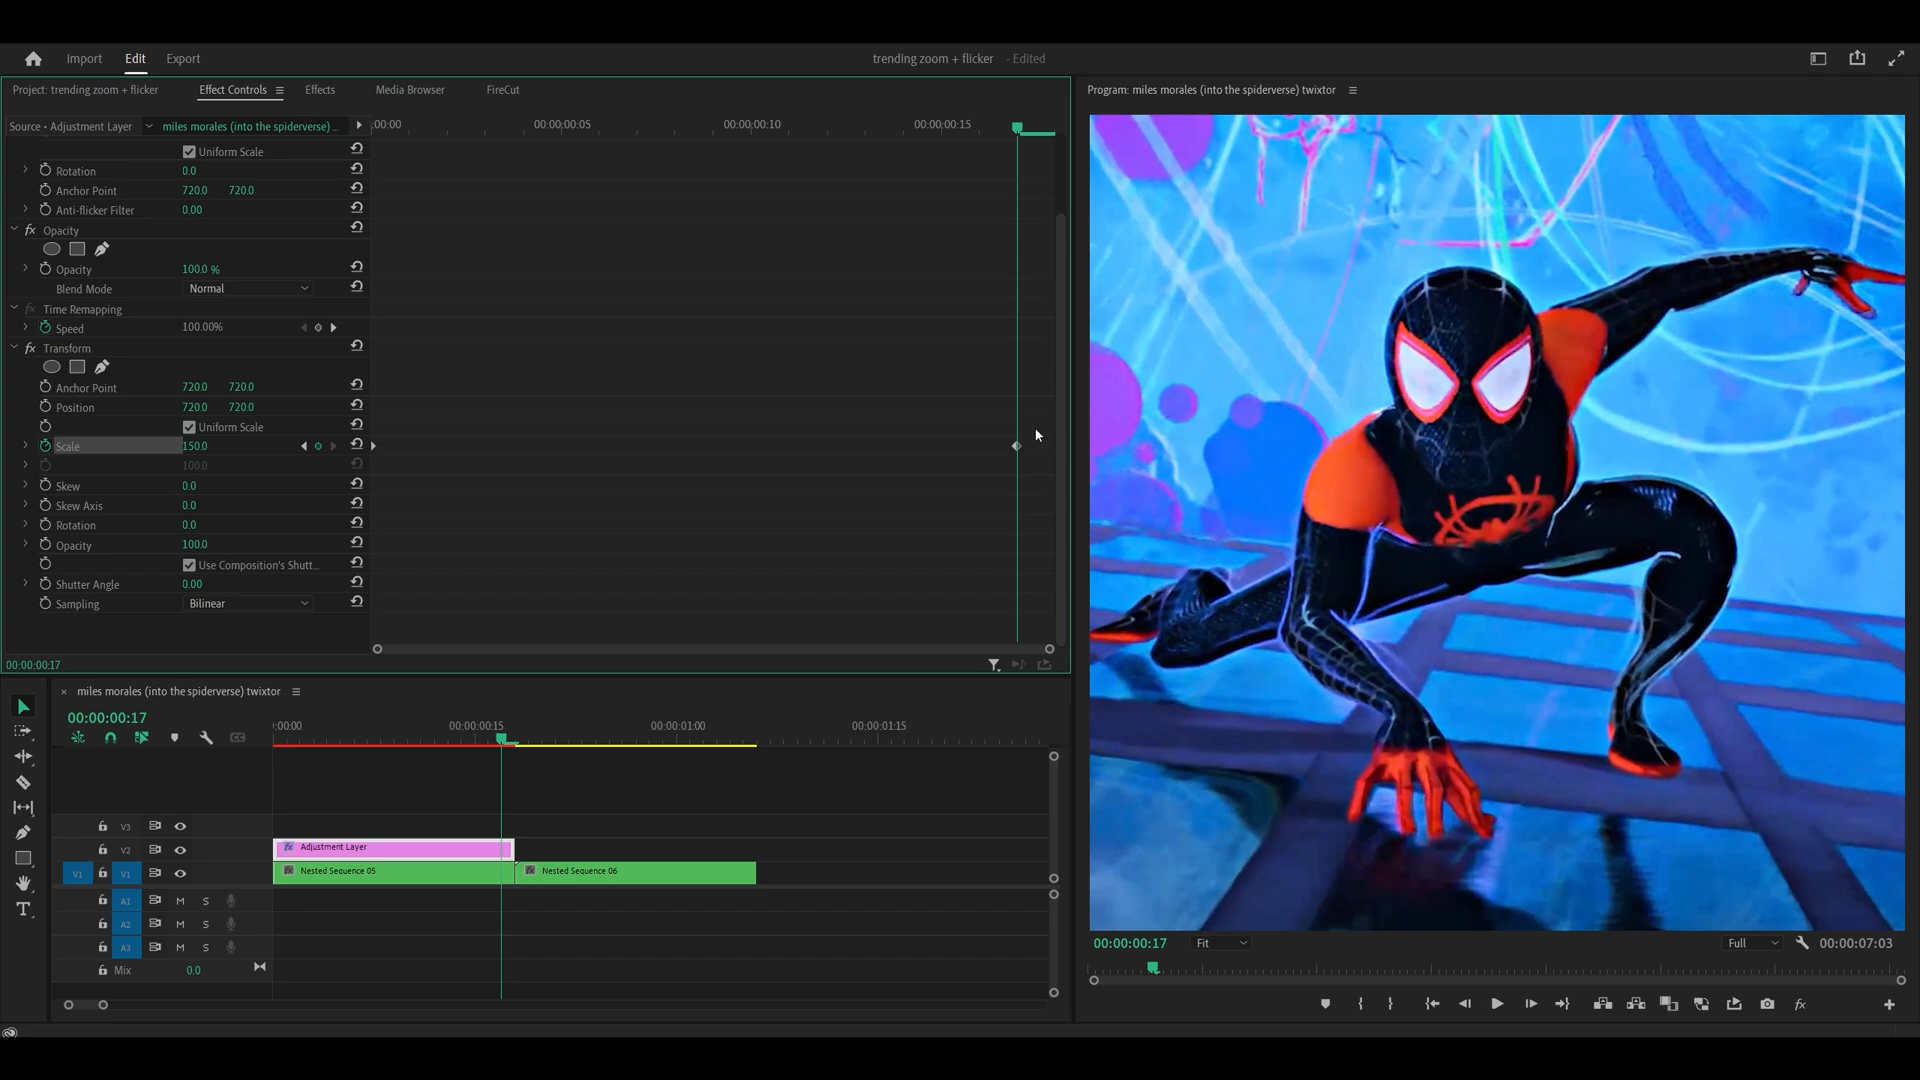 Import Edit Export
trending zoom + flicker - Edited
Project: trending zoom + flicker Effect Controls Effects Media Browser FireCut
Program: miles morales (into the spiderverse) twixtor
Source • Adjustment Layer miles morales (into the spiderverse) ...
:00:00 00:00:00:05 00:00:00:10 00:00:00:15
Uniform Scale
Rotation 0.0
Anchor Point 720.0 720.0
Anti-flicker Filter 0.00
fx Opacity
Opacity 100.0 %
Blend Mode Normal
fx Time Remapping
Speed 100.00%
fx Transform
Anchor Point 720.0 720.0
Position 720.0 720.0
Uniform Scale
Scale 150.0
100.0
Skew 0.0
Skew Axis 0.0
Rotation 0.0
Opacity 100.0
Use Composition's Shutt...
Shutter Angle 0.00
Sampling Bilinear
00:00:00:17
× miles morales (into the spiderverse) twixtor
00:00:00:17
:00:00 00:00:00:15 00:00:01:00 00:00:01:15
CC
V3
V2
fx Adjustment Layer
V1 V1
fx Nested Sequence 05
fx Nested Sequence 06
A1 M S
A2 M S
A3 M S
Mix 0.0
T
00:00:00:17 Fit Full 00:00:07:03
fx